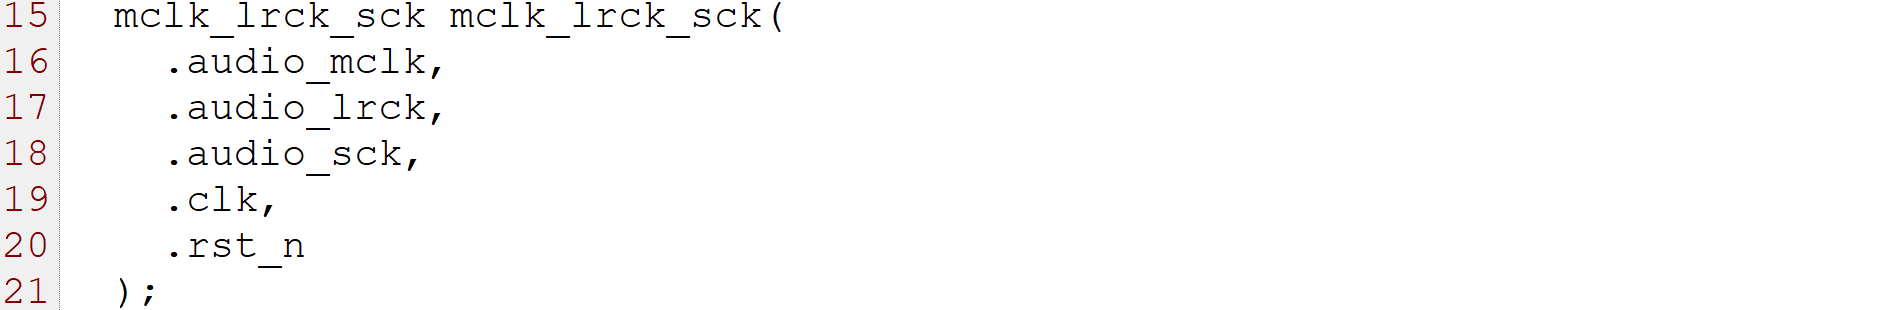 15 mclk_lrck_sck mclk_lrck_sck(
16 .audio_mclk,
17 .audio_lrck,
18 .audio_sck,
19 .clk,
20 .rst_n
21 );